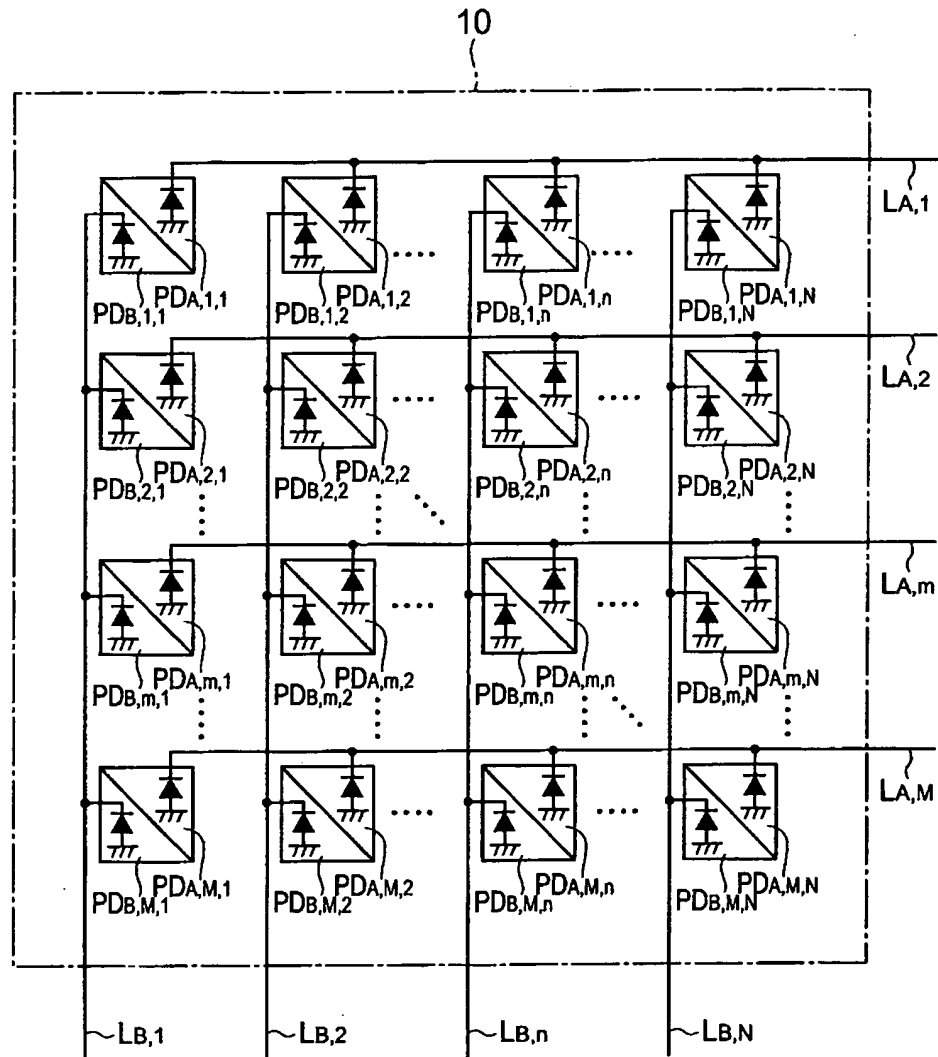 10
LA,1
PDB,1,1 PDA,1,1 PDB,1,2 PDA,1,2 PDB,1,n PDA,1,n PDB,1,N PDA,1,N
LA,2
PDB,2,1 PDA,2,1 PDB,2,2 PDA,2,2 PDB,2,n PDA,2,n PDB,2,N PDA,2,N
LA,m
PDB,m,1 PDA,m,1 PDB,m,2 PDA,m,2 PDB,m,n PDA,m,n PDB,m,N PDA,m,N
LA,M
PDB,M,1 PDA,M,1 PDB,M,2 PDA,M,2 PDB,M,n PDA,M,n PDB,M,N PDA,M,N
LB,1 LB,2 LB,n LB,N